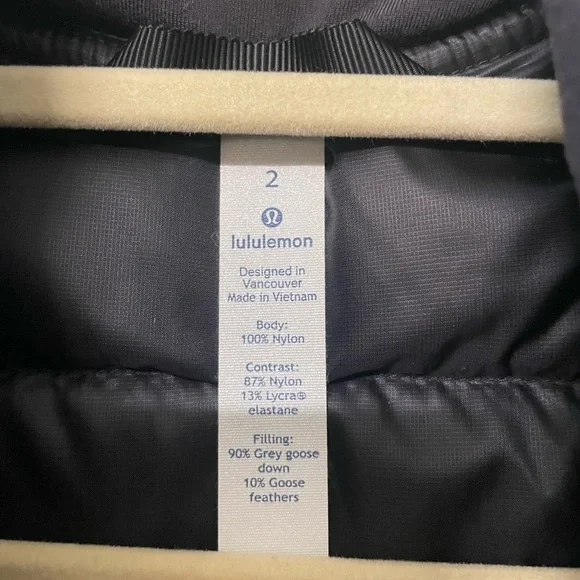 2
lululemon
Designed in
Vancouver
Made in Vietnam
Body:
100% Nylon
Contrast:
87% Nylon
13% Lycra®
elastane
Filling:
90% Grey goose
down
10% Goose
feathers